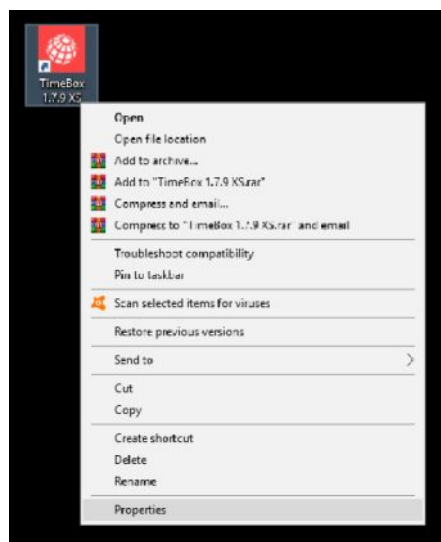 TimeBox
1.7.9 XS
Open
Open file location
Add to archive...
Add to "TimeBox 1.7.9 XS.rar"
Compress and email...
Compress to "TimeBox 1.7.9 XS.rar" and email
Troubleshoot compatibility
Pin to taskbar
Scan selected items for viruses
Restore previous versions
Send to
Cut
Copy
Create shortcut
Delete
Rename
Properties